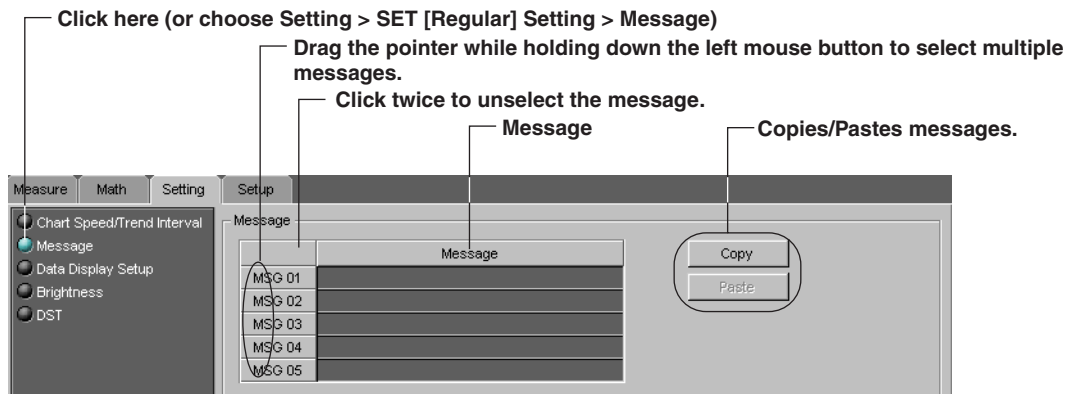 Click here (or choose Setting > SET [Regular] Setting > Message)
Drag the pointer while holding down the left mouse button to select multiple
messages.
Click twice to unselect the message.
Message
Copies/Pastes messages.
Measure Math Setting Setup
Chart Speed/Trend Interval
Message
Data Display Setup
Brightness
DST
Message
Message
MSG 01
MSG 02
MSG 03
MSG 04
MSG 05
Copy
Paste